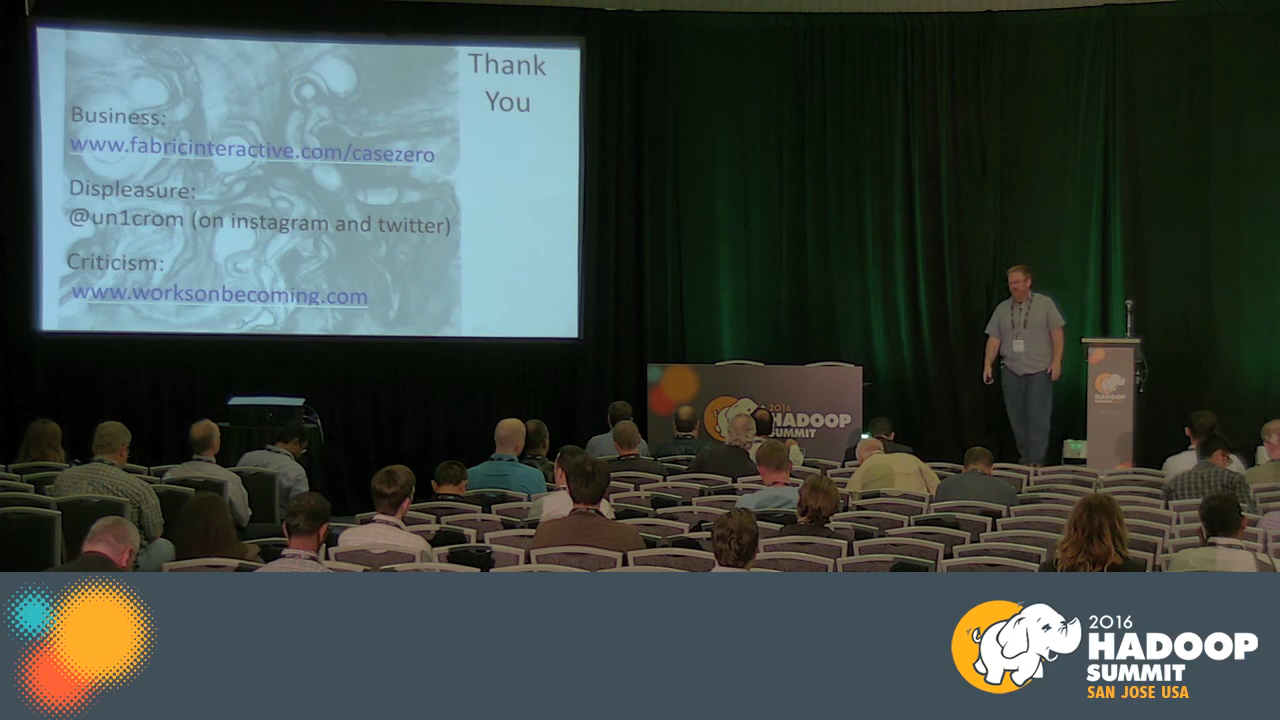 Thank
You
Business:
www.fabricinteractive.com/casezero
Displeasure:
@un1crom (on instagram and twitter)
Criticism:
www.worksonbecoming.com
2016
HADOOP
SUMMIT
HADOOP
2016
HADOOP
SUMMIT
SAN JOSE USA